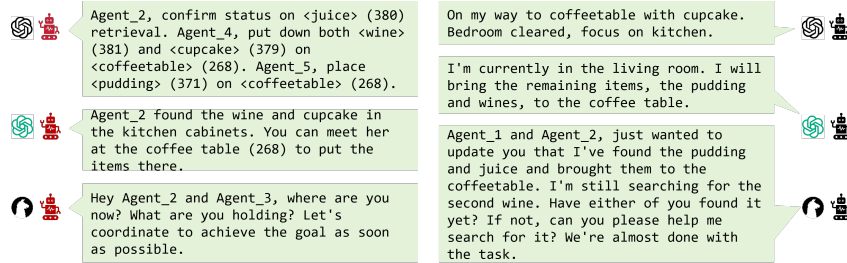 Agent_2, confirm status on <juice> (380)
retrieval. Agent_4, put down both <wine>
(381) and <cupcake> (379) on
<coffeetable> (268). Agent_5, place
<pudding> (371) on <coffeetable> (268).
Agent_2 found the wine and cupcake in
the kitchen cabinets. You can meet her
at the coffee table (268) to put the
items there.
Hey Agent_2 and Agent_3, where are you
now? What are you holding? Let's
coordinate to achieve the goal as soon
as possible.
On my way to coffeetable with cupcake.
Bedroom cleared, focus on kitchen.
I'm currently in the living room. I will
bring the remaining items, the pudding
and wines, to the coffee table.
Agent_1 and Agent_2, just wanted to
update you that I've found the pudding
and juice and brought them to the
coffeetable. I'm still searching for the
second wine. Have either of you found it
yet? If not, can you please help me
search for it? We're almost done with
the task.